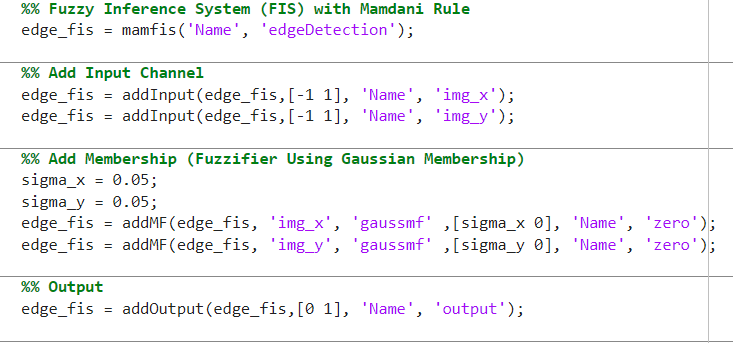 %% Fuzzy Inference System (FIS) with Mamdani Rule
edge_fis = mamfis('Name', 'edgeDetection');
%% Add Input Channel
edge_fis = addInput(edge_fis,[-1 1], 'Name', 'img_x');
edge_fis = addInput(edge_fis,[-1 1], 'Name', 'img_y');
%% Add Membership (Fuzzifier Using Gaussian Membership)
sigma_x = 0.05;
sigma_y = 0.05;
edge_fis = addMF(edge_fis, 'img_x', 'gaussmf' ,[sigma_x 0], 'Name', 'zero');
edge_fis = addMF(edge_fis, 'img_y', 'gaussmf' ,[sigma_y 0], 'Name', 'zero');
%% Output
edge_fis = addOutput(edge_fis,[0 1], 'Name', 'output');